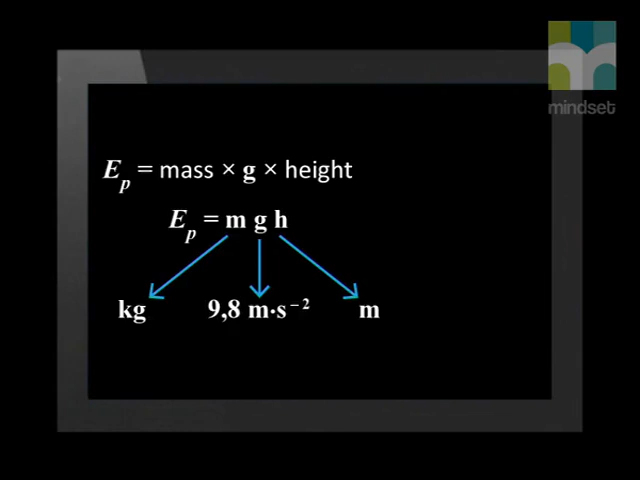 mindset
Eₚ = mass × g × height
Eₚ = m g h
kg 9,8 m·s⁻² m